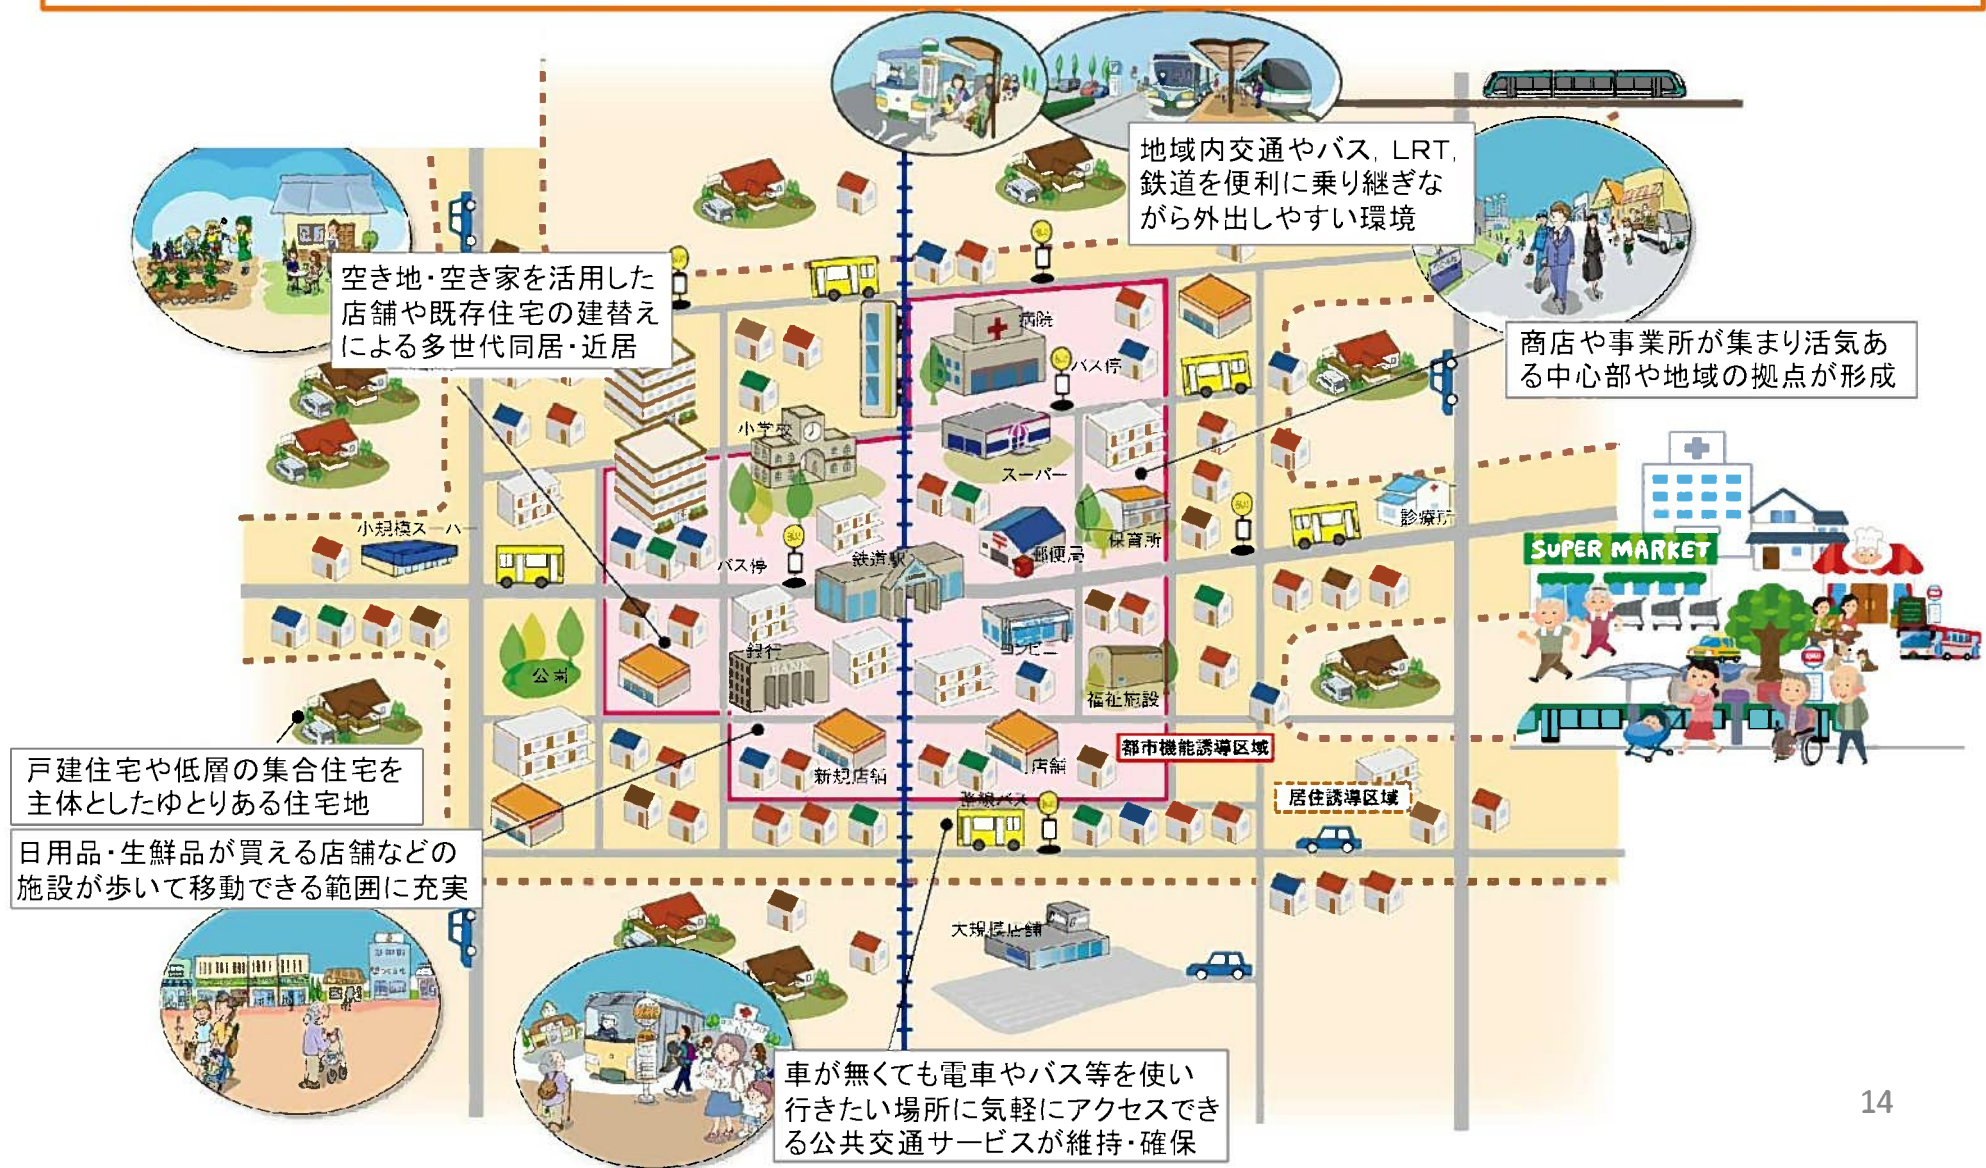 地域内交通やバス, LRT,
鉄道を便利に乗り継ぎな
がら外出しやすい環境
空き地・空き家を活用した
店舗や既存住宅の建替え
による多世代同居・近居
商店や事業所が集まり活気あ
る中心部や地域の拠点が形成
病院
バス停
小学校
スーパー
小規模スーパー
診療所
SUPER MARKET
バス停
鉄道駅
郵便局
保育所
銀行
BANK
コンビニ
公園
福祉施設
都市機能誘導区域
新規店舗
店舗
居住誘導区域
路線バス
戸建住宅や低層の集合住宅を
主体としたゆとりある住宅地
日用品・生鮮品が買える店舗などの
施設が歩いて移動できる範囲に充実
大規模店舗
車が無くても電車やバス等を使い
行きたい場所に気軽にアクセスでき
る公共交通サービスが維持・確保
14